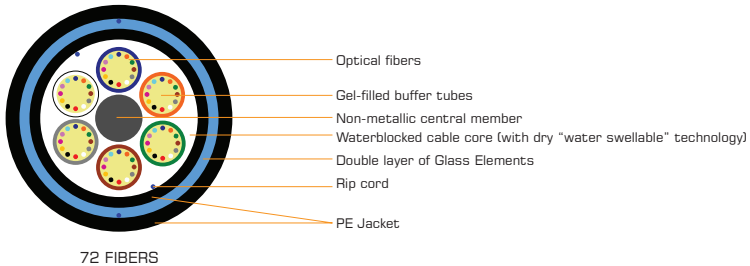 Optical fibers
Gel-filled buffer tubes
Non-metallic central member
Waterblocked cable core (with dry “water swellable” technology)
Double layer of Glass Elements
Rip cord
PE Jacket
72 FIBERS